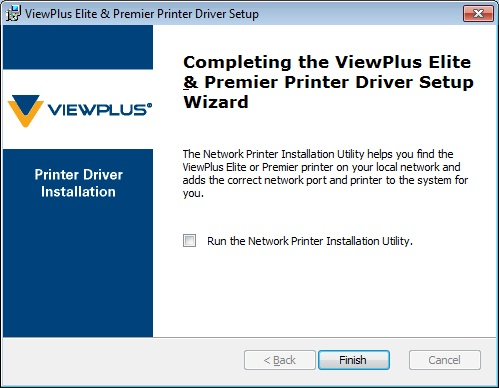 ViewPlus Elite & Premier Printer Driver Setup
Completing the ViewPlus Elite
& Premier Printer Driver Setup
Wizard
VIEWPLUS®
The Network Printer Installation Utility helps you find the
ViewPlus Elite or Premier printer on your local network and
adds the correct network port and printer to the system for
you.
Printer Driver
Installation
Run the Network Printer Installation Utility.
< Back
Finish
Cancel